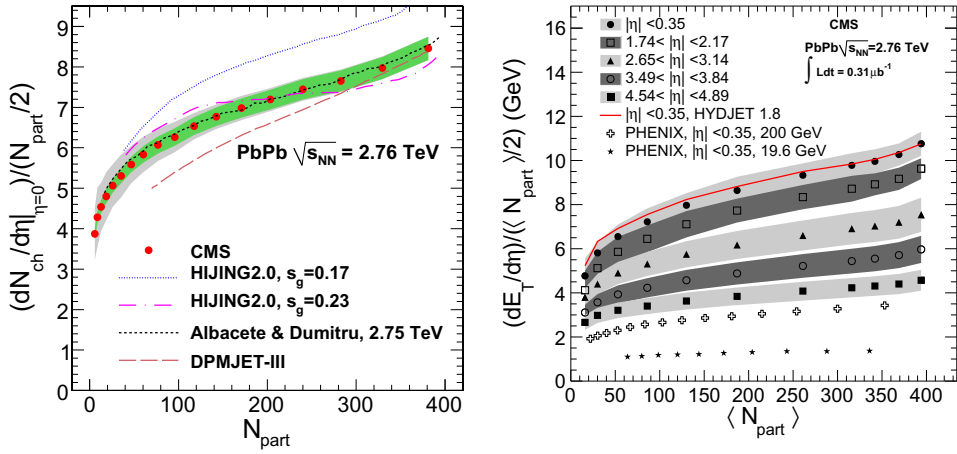 (dN_ch/dη|_η=0)/(N_part/2)
9
8
7
6
5
4
3
2
1
0
PbPb √s_NN = 2.76 TeV
CMS
HIJING2.0, s_g=0.17
HIJING2.0, s_g=0.23
Albacete & Dumitru, 2.75 TeV
DPMJET-III
0 100 200 300 400
N_part
(dE_T/dη)/(⟨ N_part ⟩/2) (GeV)
16
14
12
10
8
6
4
2
0
|η| <0.35
1.74< |η| <2.17
2.65< |η| <3.14
3.49< |η| <3.84
4.54< |η| <4.89
|η| <0.35, HYDJET 1.8
PHENIX, |η| <0.35, 200 GeV
PHENIX, |η| <0.35, 19.6 GeV
CMS
PbPb √s_NN=2.76 TeV
∫ Ldt = 0.31μb⁻¹
0 50 100 150 200 250 300 350 400 450
⟨ N_part ⟩